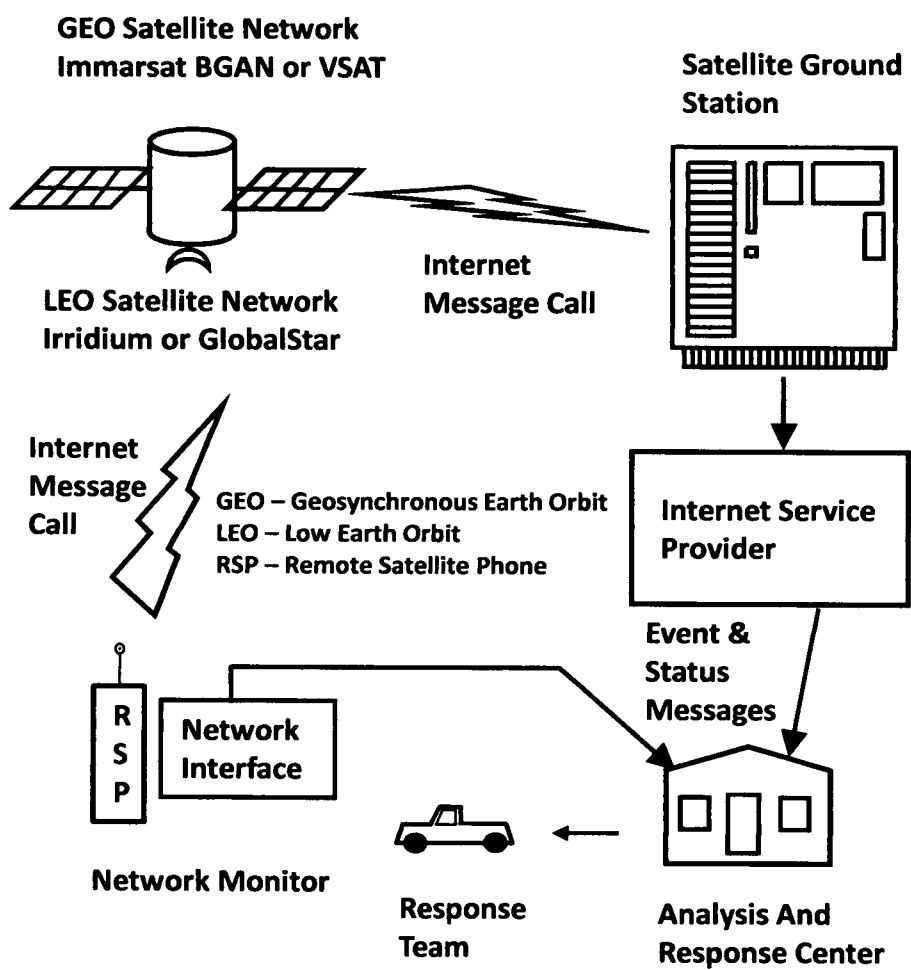 GEO Satellite Network
Immarsat BGAN or VSAT
Satellite Ground
Station
Internet
Message Call
LEO Satellite Network
Irridium or GlobalStar
Internet
Message
Call
GEO – Geosynchronous Earth Orbit
LEO – Low Earth Orbit
RSP – Remote Satellite Phone
Internet Service
Provider
Event &
Status
Messages
R
S
P
Network
Interface
Network Monitor
Response
Team
Analysis And
Response Center